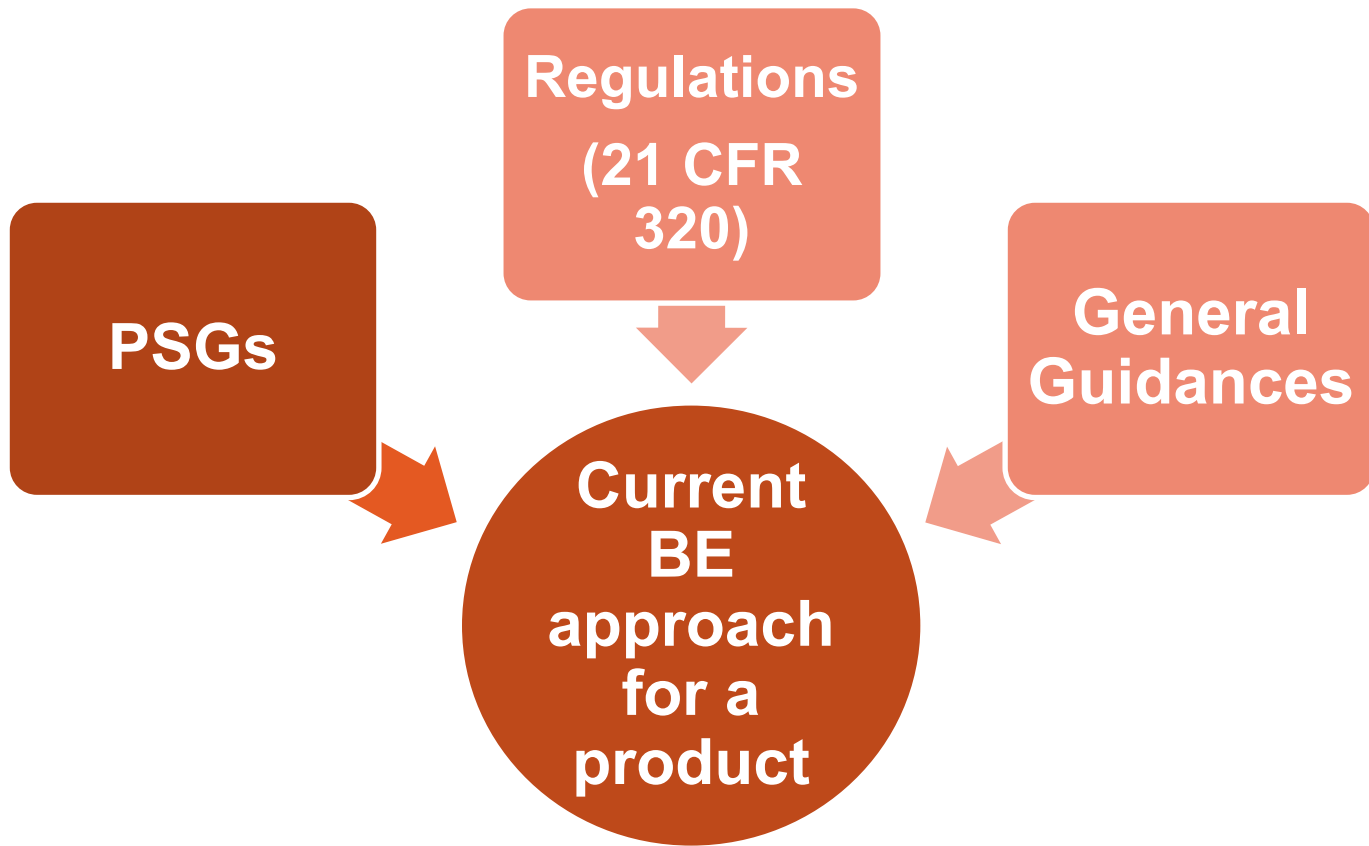 Regulations
(21 CFR
320)
PSGs
General
Guidances
Current
BE
approach
for a
product